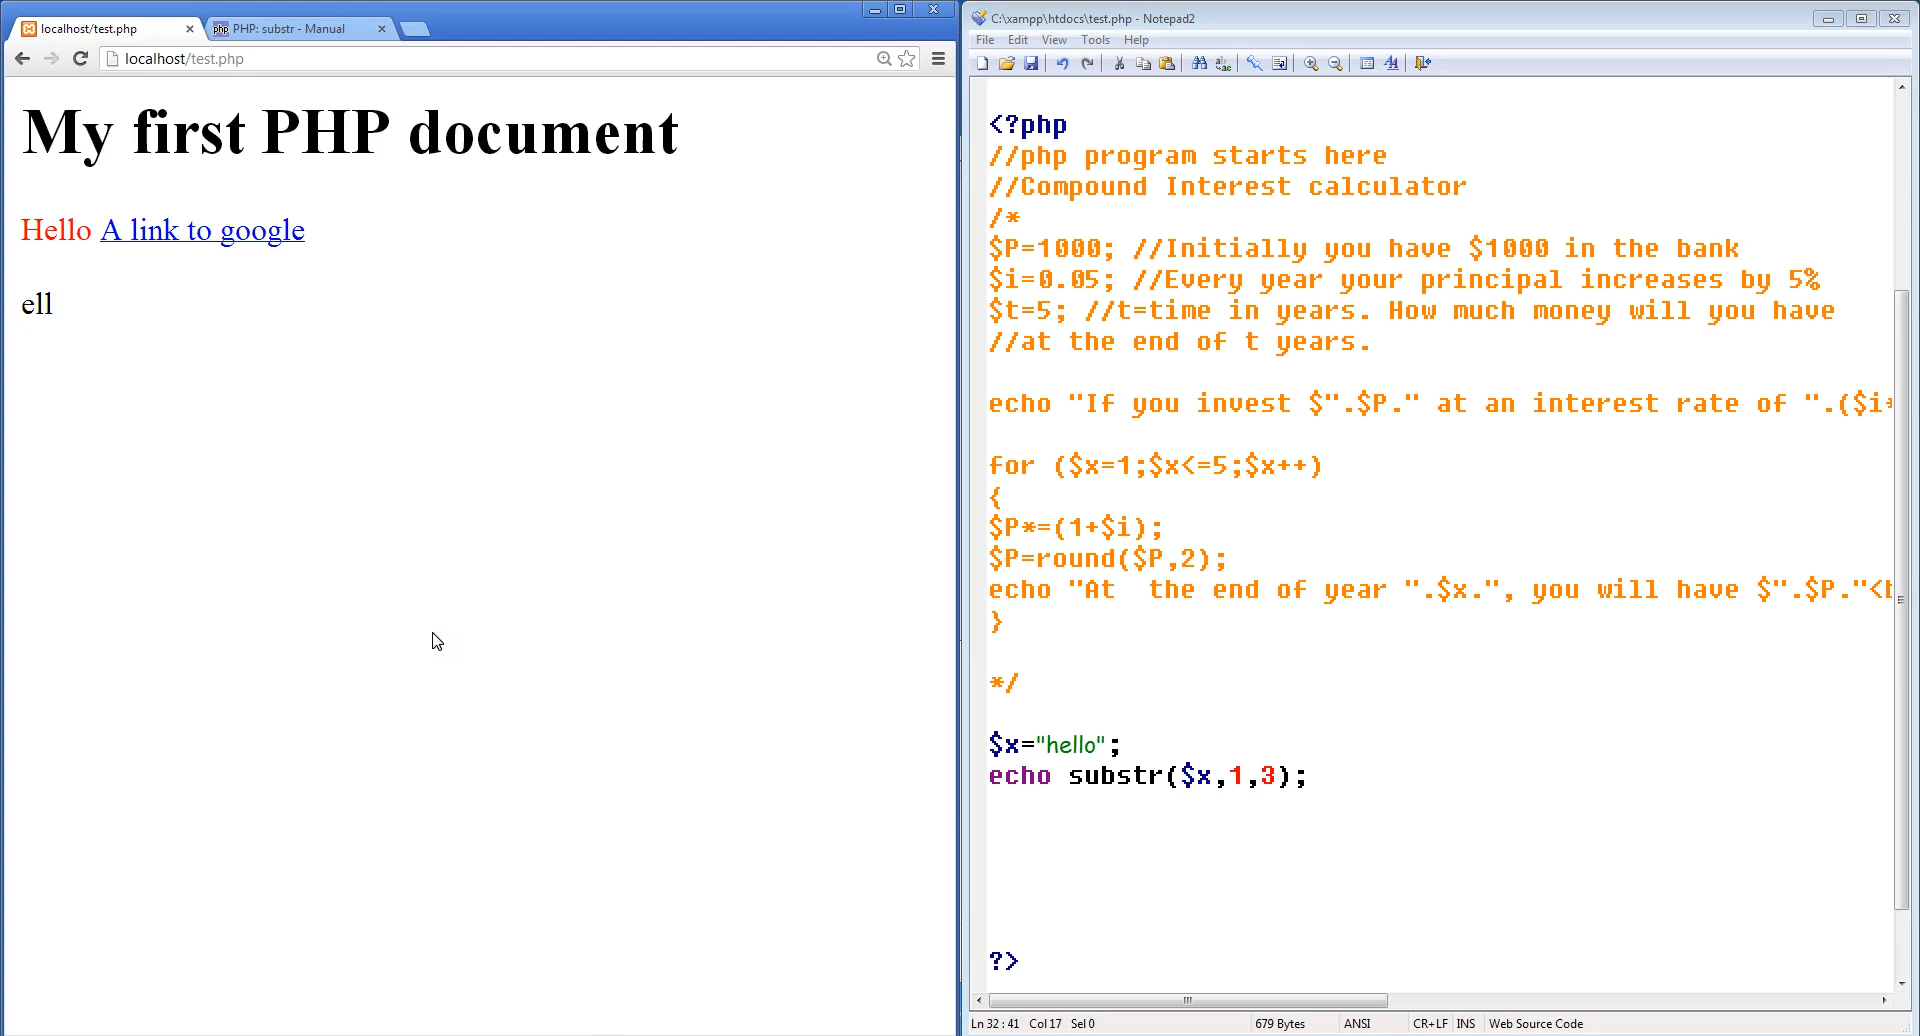 localhost/test.php
PHP: substr - Manual
localhost/test.php
My first PHP document
Hello A link to google
ell
C:\xampp\htdocs\test.php - Notepad2
File Edit View Tools Help
<?php
//php program starts here
//Compound Interest calculator
/*
$P=1000; //Initially you have $1000 in the bank
$i=0.05; //Every year your principal increases by 5%
$t=5; //t=time in years. How much money will you have
//at the end of t years.
echo "If you invest $".$P." at an interest rate of ".($i*
for ($x=1;$x<=5;$x++)
{
$P*=(1+$i);
$P=round($P,2);
echo "At  the end of year ".$x.", you will have $".$P."<b
}
*/
$x="hello";
echo substr($x,1,3);
?>
Ln 32 : 41 Col 17 Sel 0 679 Bytes ANSI CR+LF INS Web Source Code